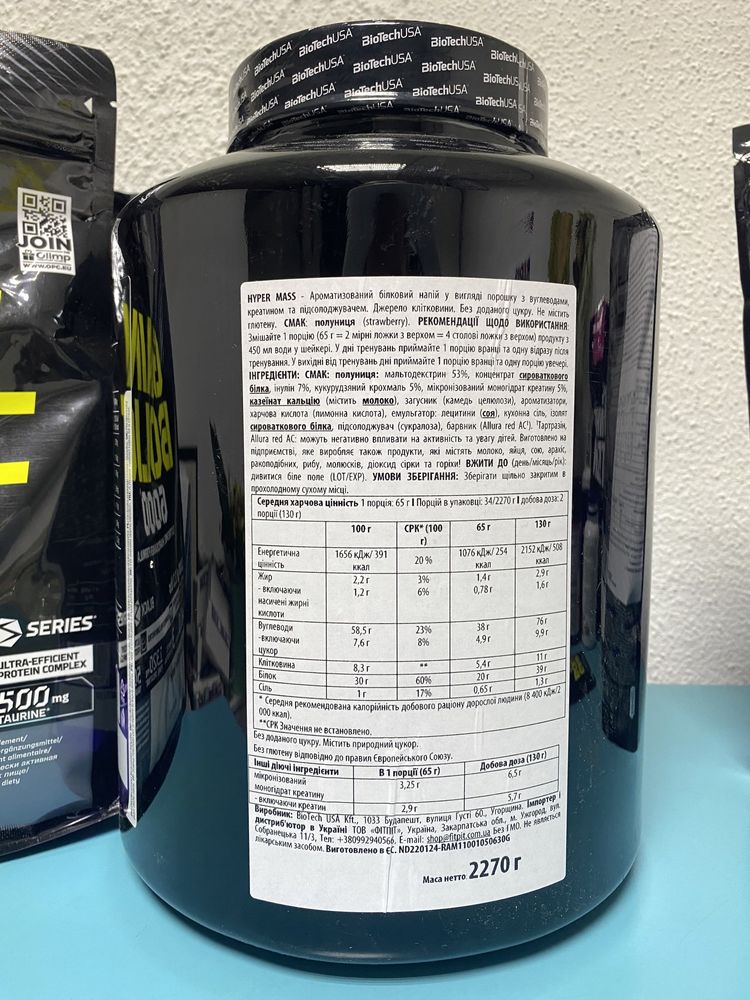 BioTechUSA BioTechUSA BioTechUSA BioTechUSA
BioTechUSA BioTechUSA BioTechUSA BioTechUSA
BioTechUSA BioTechUSA BioTechUSA BioTechUSA
JOIN
Olimp
WWW.OPC.EU
SERIES
ULTRA-EFFICIENT
PROTEIN COMPLEX
500 mg
TAURINE*
HYPER MASS - Ароматизований білковий напій у вигляді порошку з вуглеводами,
креатином та підсолоджувачем. Джерело клітковини. Без доданого цукру. Не містить
глютену. СМАК: полуниця (strawberry). РЕКОМЕНДАЦІЇ ЩОДО ВИКОРИСТАННЯ:
Змішайте 1 порцію (65 г = 2 мірні ложки з верхом = 4 столові ложки з верхом) продукту з
450 мл води у шейкері. У дні тренувань приймайте 1 порцію вранці та одну відразу після
тренування. У вихідні від тренувань дні приймайте 1 порцію вранці та одну порцію увечері.
ІНГРЕДІЄНТИ: СМАК: полуниця: мальтодекстрин 53%, концентрат сироваткового
білка, інулін 7%, кукурудзяний крохмаль 5%, мікронізований моногідрат креатину 5%,
казеїнат кальцію (містить молоко), загусник (камедь целюлози), ароматизатори,
харчова кислота (лимонна кислота), емульгатор: лецитини (соя), кухонна сіль, ізолят
сироваткового білка, підсолоджувач (сукралоза), барвник (Allura red AC¹). ¹Тартразін,
Allura red AC: можуть негативно впливати на активність та увагу дітей. Виготовлено на
підприємстві, яке виробляє також продукти, які містять молоко, яйця, сою, арахіс,
ракоподібних, рибу, молюсків, діоксид сірки та горіхи! ВЖИТИ ДО (день/місяць/рік):
дивитися біле поле (LOT/EXP). УМОВИ ЗБЕРІГАННЯ: Зберігати щільно закритим в
прохолодному сухому місці.
Середня харчова цінність 1 порція: 65 г I Порцій в упаковці: 34/2270 г I добова доза: 2
порції (130 г)
100 г СРК* (100 г) 65 г 130 г
Енергетична цінність 1656 кДж/ 391 ккал 20 % 1076 кДж/ 254 ккал 2152 кДж/ 508 ккал
Жир 2,2 г 3% 1,4 г 2,9 г
- включаючи насичені жирні кислоти 1,2 г 6% 0,78 г 1,6 г
Вуглеводи 58,5 г 23% 38 г 76 г
-включаючи цукор 7,6 г 8% 4,9 г 9,9 г
Клітковина 8,3 г ** 5,4 г 11 г
Білок 30 г 60% 20 г 39 г
Сіль 1 г 17% 0,65 г 1,3 г
* Середня рекомендована калорійність добового раціону дорослої людини (8 400 кДж/2
000 ккал).
**СРК Значення не встановлено.
Без доданого цукру. Містить природний цукор.
Без глютену відповідно до правил Європейського Союзу.
Інші діючі інгредієнти В 1 порції (65 г) Добова доза (130 г)
мікронізований моногідрат креатину 3,25 г 6,5 г
- включаючи креатин 2,9 г 5,7 г
Виробник: BioTech USA Kft., 1033 Будапешт, вулиця Густі 60., Угорщина. Імпортер і
дистриб'ютор в Україні ТОВ «ФІТПІТ», Україна, Закарпатська обл., м. Ужгород, вул.
Собранецька 11/3, Тел: +380992940566, E-mail: shop@fitpit.com.ua Без ГМО. Не являється
лікарським засобом. Виготовлено в ЄС. ND220124-RAM11001050630G
Маса нетто 2270 г